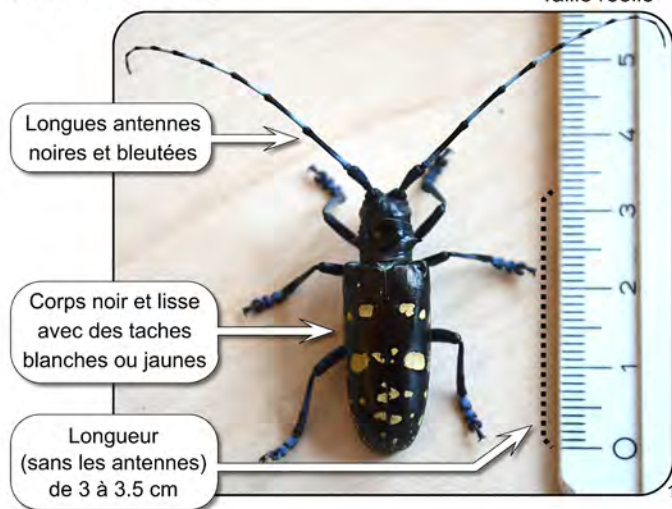 Taille réelle
Longues antennes
noires et bleutées
Corps noir et lisse
avec des taches
blanches ou jaunes
Longueur
(sans les antennes)
de 3 à 3.5 cm
5
4
3
2
1
0